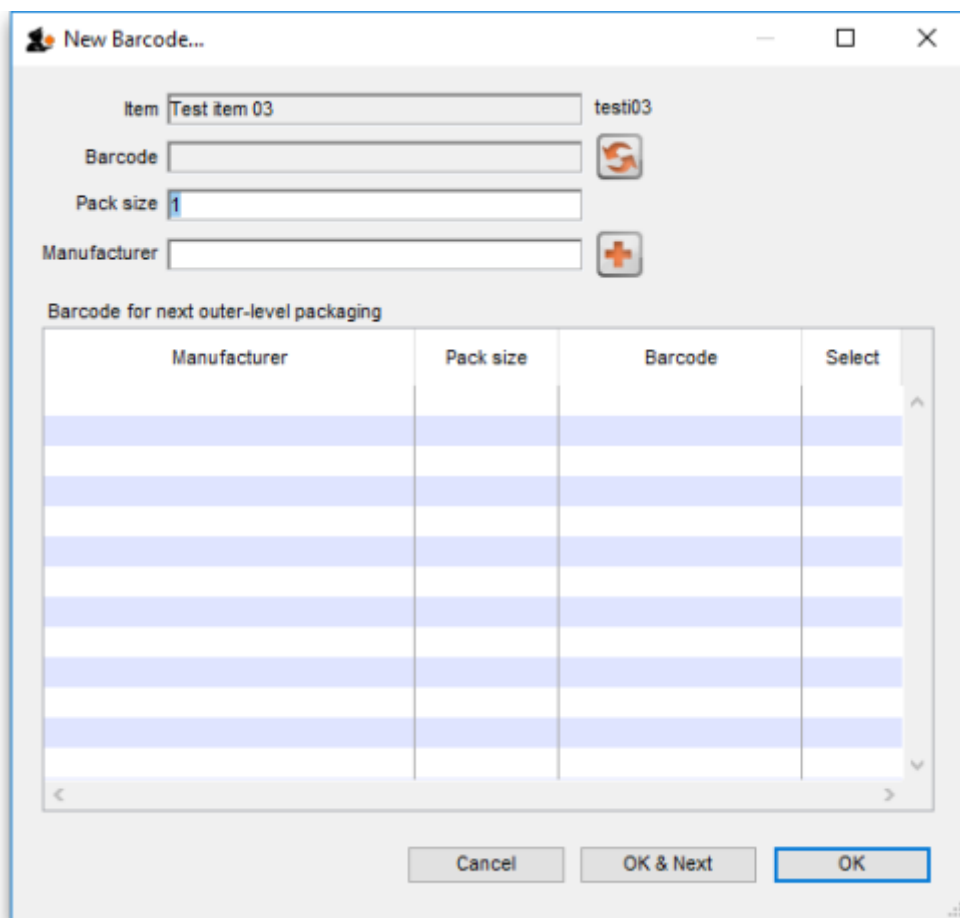 New Barcode...
Item Test item 03 testi03
Barcode
Pack size 1
Manufacturer
Barcode for next outer-level packaging
Manufacturer Pack size Barcode Select
Cancel OK & Next OK